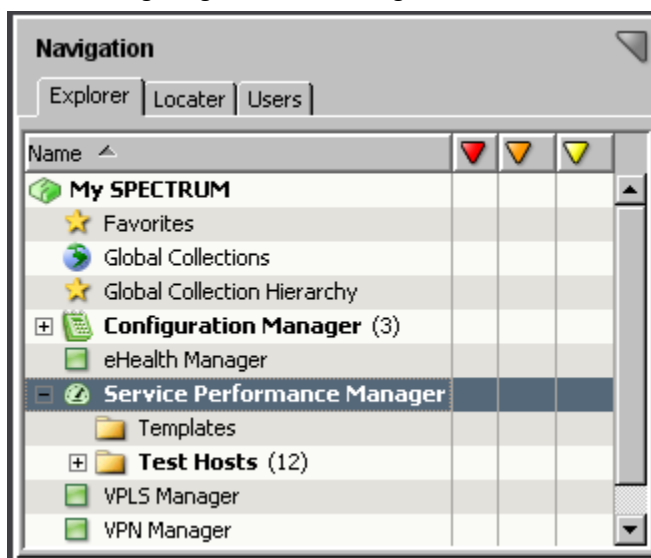 Navigation
Explorer Locater Users
Name
My SPECTRUM
Favorites
Global Collections
Global Collection Hierarchy
Configuration Manager (3)
eHealth Manager
Service Performance Manager
Templates
Test Hosts (12)
VPLS Manager
VPN Manager